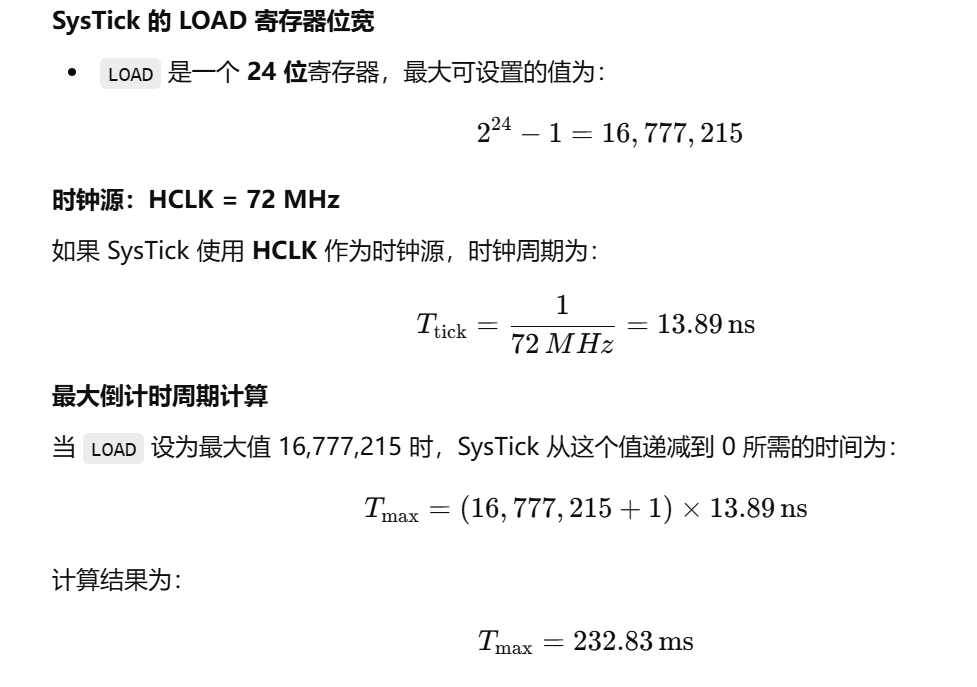 SysTick 的 LOAD 寄存器位宽
• LOAD 是一个 24 位寄存器，最大可设置的值为：
2^24 − 1 = 16,777,215
时钟源：HCLK = 72 MHz
如果 SysTick 使用 HCLK 作为时钟源，时钟周期为：
T_tick = 1 / 72 MHz = 13.89 ns
最大倒计时周期计算
当 LOAD 设为最大值 16,777,215 时，SysTick 从这个值递减到 0 所需的时间为：
T_max = (16,777,215 + 1) × 13.89 ns
计算结果为：
T_max = 232.83 ms